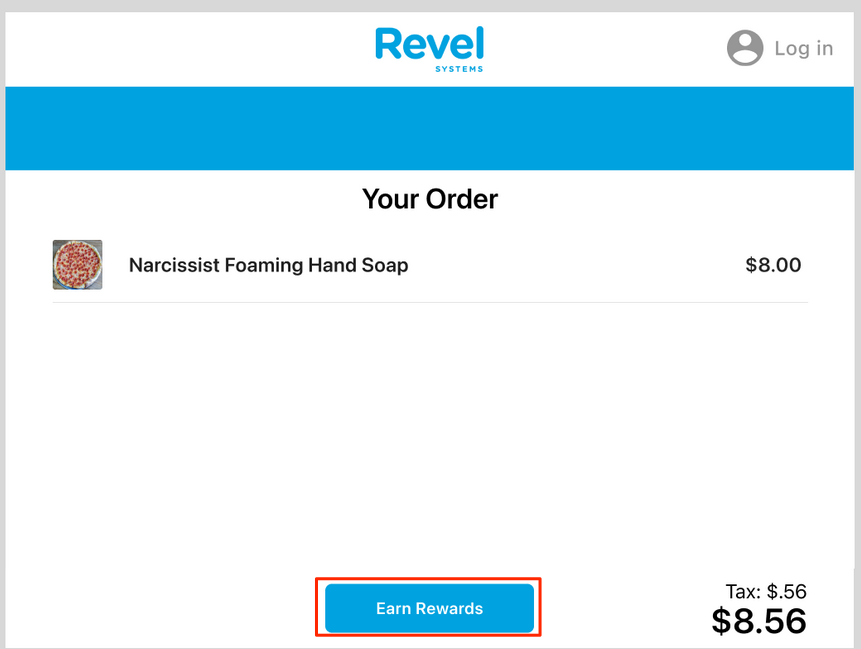 Revel
SYSTEMS
Log in
Your Order
Narcissist Foaming Hand Soap
$8.00
Earn Rewards
Tax: $.56
$8.56